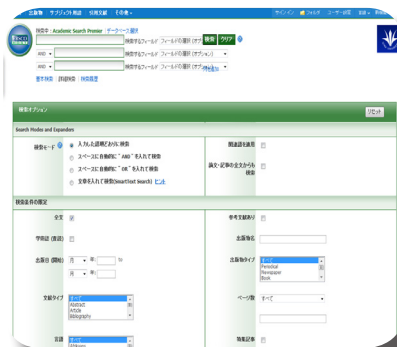 出版物 サブジェクト用語 引用文献 その他
サインイン フォルダ ユーザー設定 言語
検索中: Academic Search Premier データベース選択
検索するフィールド フィールドの選択 (オプ 検索 クリア
AND 検索するフィールド フィールドの選択 (オプション)
AND 検索するフィールド フィールドの選択 (オプ
基本検索 詳細検索 検索履歴
検索オプション リセット
Search Modes and Expanders
検索モード 入力した語順どおりに検索 関連語を適用
スペースに自動的に "AND" を入れて検索 論文・記事の全文からも検索
スペースに自動的に "OR" を入れて検索
文章を入れて検索(SmartText Search) ヒント
検索条件の限定
全文 参考文献あり
学術誌 (査読) 出版物名
出版日 (開始) 月 年: to 出版物タイプ すべて
Periodical
Newspaper
Book
月 年:
文献タイプ すべて ページ数 すべて
Abstract
Article
Bibliography
言語 すべて 特集記事